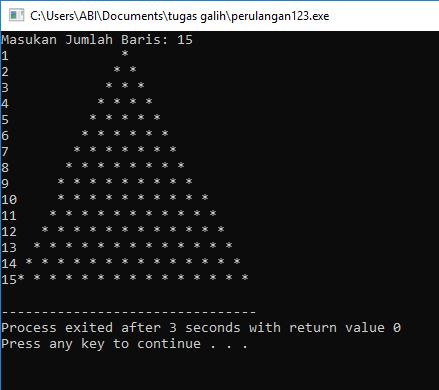 C:\Users\ABI\Documents\tugas galih\perulangan123.exe
Masukan Jumlah Baris: 15
1              *
2             * *
3            * * *
4           * * * *
5          * * * * *
6         * * * * * *
7        * * * * * * *
8       * * * * * * * *
9      * * * * * * * * *
10     * * * * * * * * * *
11    * * * * * * * * * * *
12   * * * * * * * * * * * *
13  * * * * * * * * * * * * *
14 * * * * * * * * * * * * * *
15* * * * * * * * * * * * * * *
--------------------------------
Process exited after 3 seconds with return value 0
Press any key to continue . . .